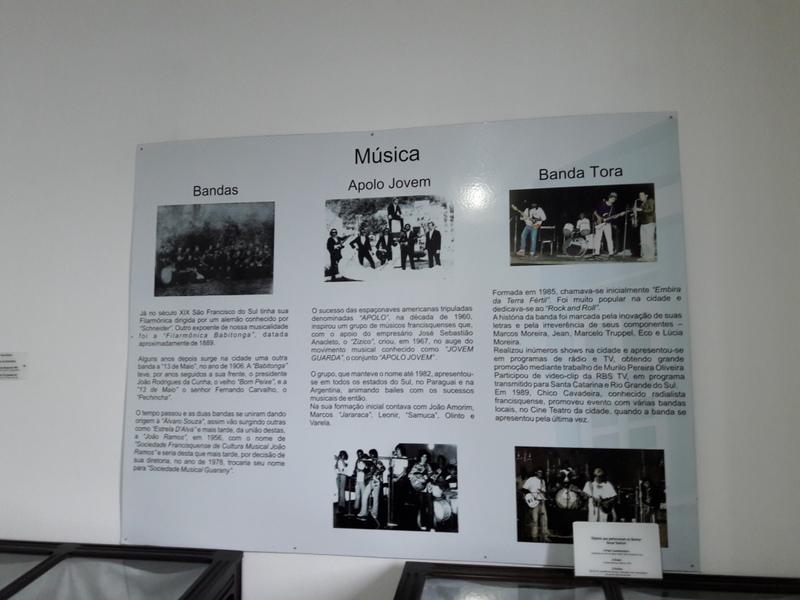 Música
Bandas
Já no século XIX São Francisco do Sul tinha sua
Filarmônica dirigida por um alemão conhecido por
"Schneider". Outro expoente de nossa musicalidade
foi a "Filarmônica Babitonga", datada
aproximadamente de 1889.
Alguns anos depois surge na cidade uma outra
banda a "13 de Maio", no ano de 1906. A "Babitonga"
teve, por anos seguidos a sua frente, o presidente
João Rodrigues da Cunha, o velho "Bom Peixe", e a
"13 de Maio" o senhor Fernando Carvalho, o
"Pechincha".
O tempo passou e as duas bandas se uniram dando
origem à "Álvaro Souza", assim vão surgindo outras
como "Estrela D'Alva" e mais tarde, da união destas,
a "João Ramos", em 1956, com o nome de
"Sociedade Francisquense de Cultura Musical João
Ramos" e seria desta que mais tarde, por decisão de
sua diretoria, no ano de 1978, trocaria seu nome
para "Sociedade Musical Guarany".
Apolo Jovem
O sucesso das espaçonaves americanas tripuladas
denominadas "APOLO", na década de 1960,
inspirou um grupo de músicos francisquenses que,
com o apoio do empresário José Sebastião
Anacleto, o "Zizico", criou, em 1967, no auge do
movimento musical conhecido como "JOVEM
GUARDA", o conjunto "APOLO JOVEM".
O grupo, que manteve o nome até 1982, apresentou-
se em todos os estados do Sul, no Paraguai e na
Argentina, animando bailes com os sucessos
musicais de então.
Na sua formação inicial contava com João Amorim,
Marcos "Jararaca", Leonir, "Samuca", Olinto e
Varela.
Banda Tora
Formada em 1985, chamava-se inicialmente "Embira
da Terra Fértil". Foi muito popular na cidade e
dedicava-se ao "Rock and Roll".
A história da banda foi marcada pela inovação de suas
letras e pela irreverência de seus componentes –
Marcos Moreira, Jean, Marcelo Truppel, Eco e Lúcia
Moreira.
Realizou inúmeros shows na cidade e apresentou-se
em programas de rádio e TV, obtendo grande
promoção mediante trabalho de Murilo Pereira Oliveira
Participou de video-clip da RBS TV, em programa
transmitido para Santa Catarina e Rio Grande do Sul.
Em 1989, Chico Cavadeira, conhecido radialista
francisquense, promoveu evento com várias bandas
locais, no Cine Teatro da cidade, quando a banda se
apresentou pela última vez.